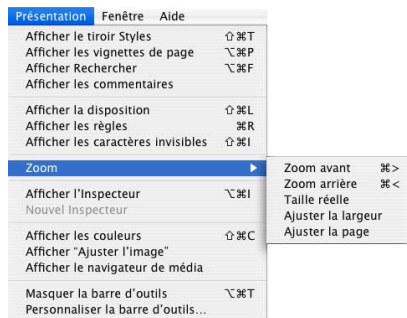 Présentation Fenêtre Aide
Afficher le tiroir Styles ⇧⌘T
Afficher les vignettes de page ⌥⌘P
Afficher Rechercher ⌥⌘F
Afficher les commentaires
Afficher la disposition ⇧⌘L
Afficher les règles ⌘R
Afficher les caractères invisibles ⇧⌘I
Zoom ▶
Zoom avant ⌘>
Zoom arrière ⌘<
Taille réelle
Ajuster la largeur
Ajuster la page
Afficher l'Inspecteur ⌥⌘I
Nouvel Inspecteur
Afficher les couleurs ⇧⌘C
Afficher "Ajuster l'image"
Afficher le navigateur de média
Masquer la barre d'outils ⌥⌘T
Personnaliser la barre d'outils...